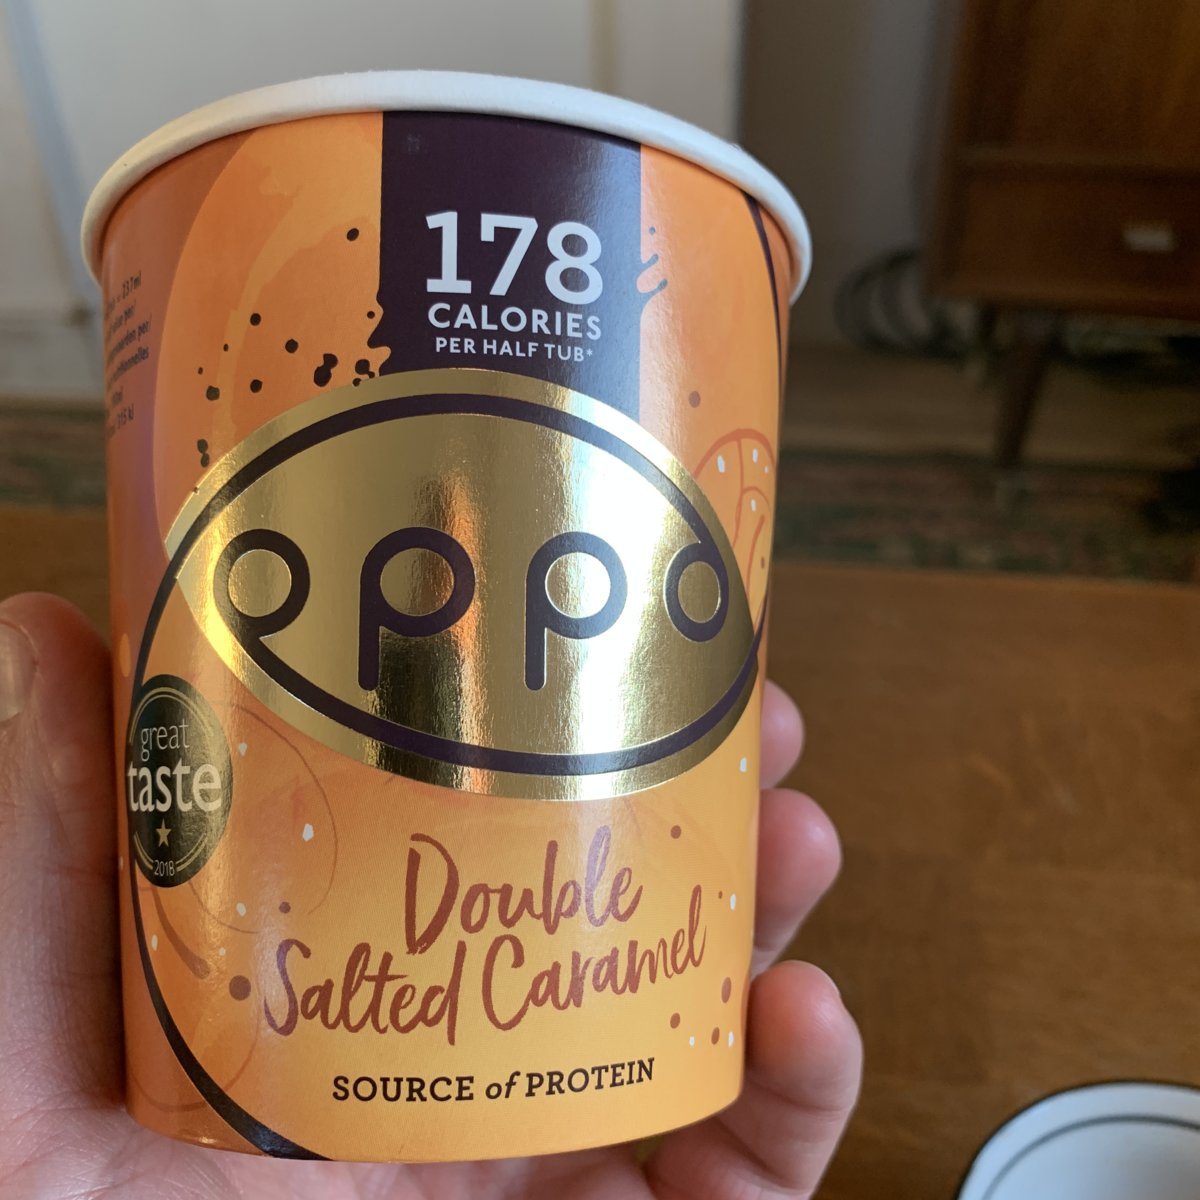 178
CALORIES
PER HALF TUB*
oppo
great
taste
2018
Double
Salted Caramel
SOURCE of PROTEIN